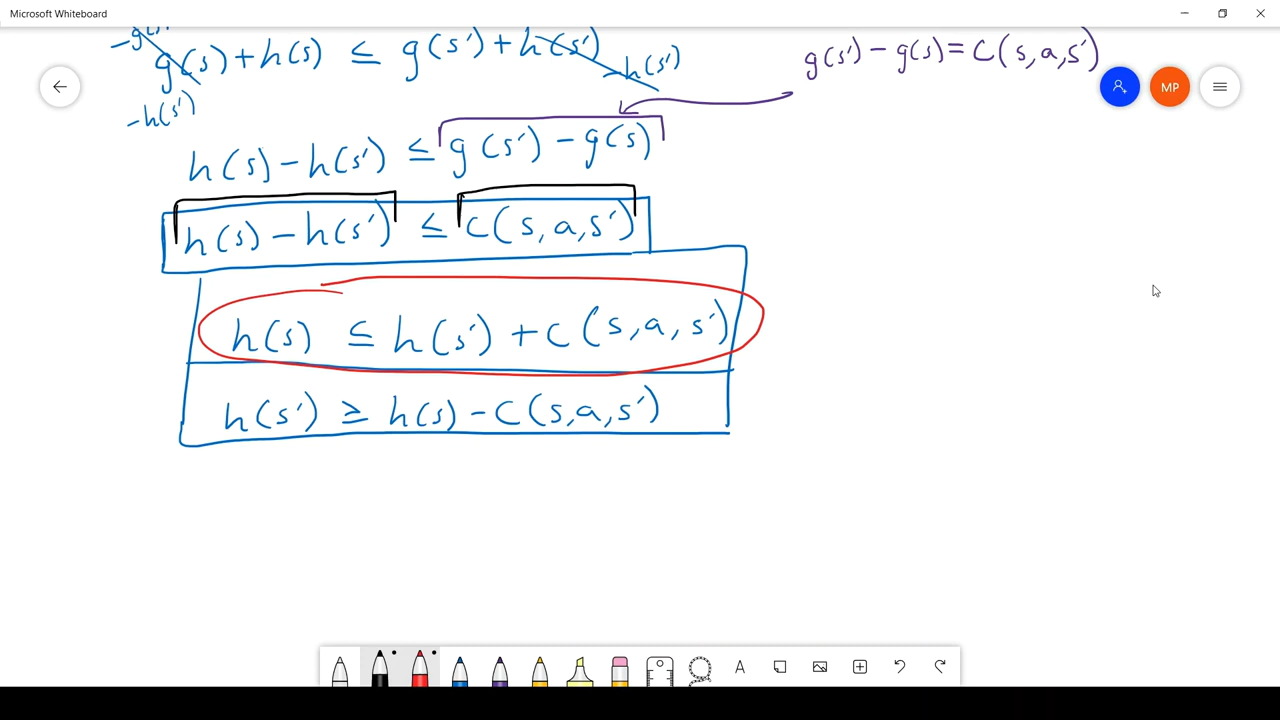 Microsoft Whiteboard
-g(s)
g(s) + h(s) ≤ g(s') + h(s') - h(s')
- h(s')
g(s') - g(s) = C(s,a,s')
MP
h(s) - h(s') ≤ g(s') - g(s)
h(s) - h(s') ≤ C(s,a,s')
h(s) ≤ h(s') + C(s,a,s')
h(s') ≥ h(s) - C(s,a,s')
A